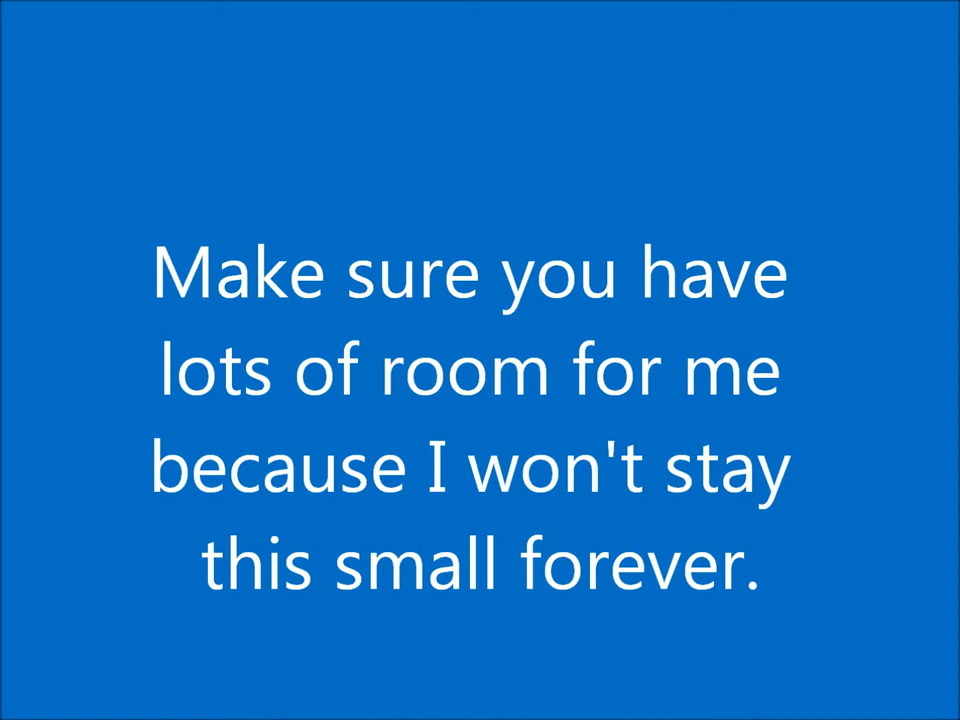 Make sure you have
lots of room for me
because I won't stay
this small forever.